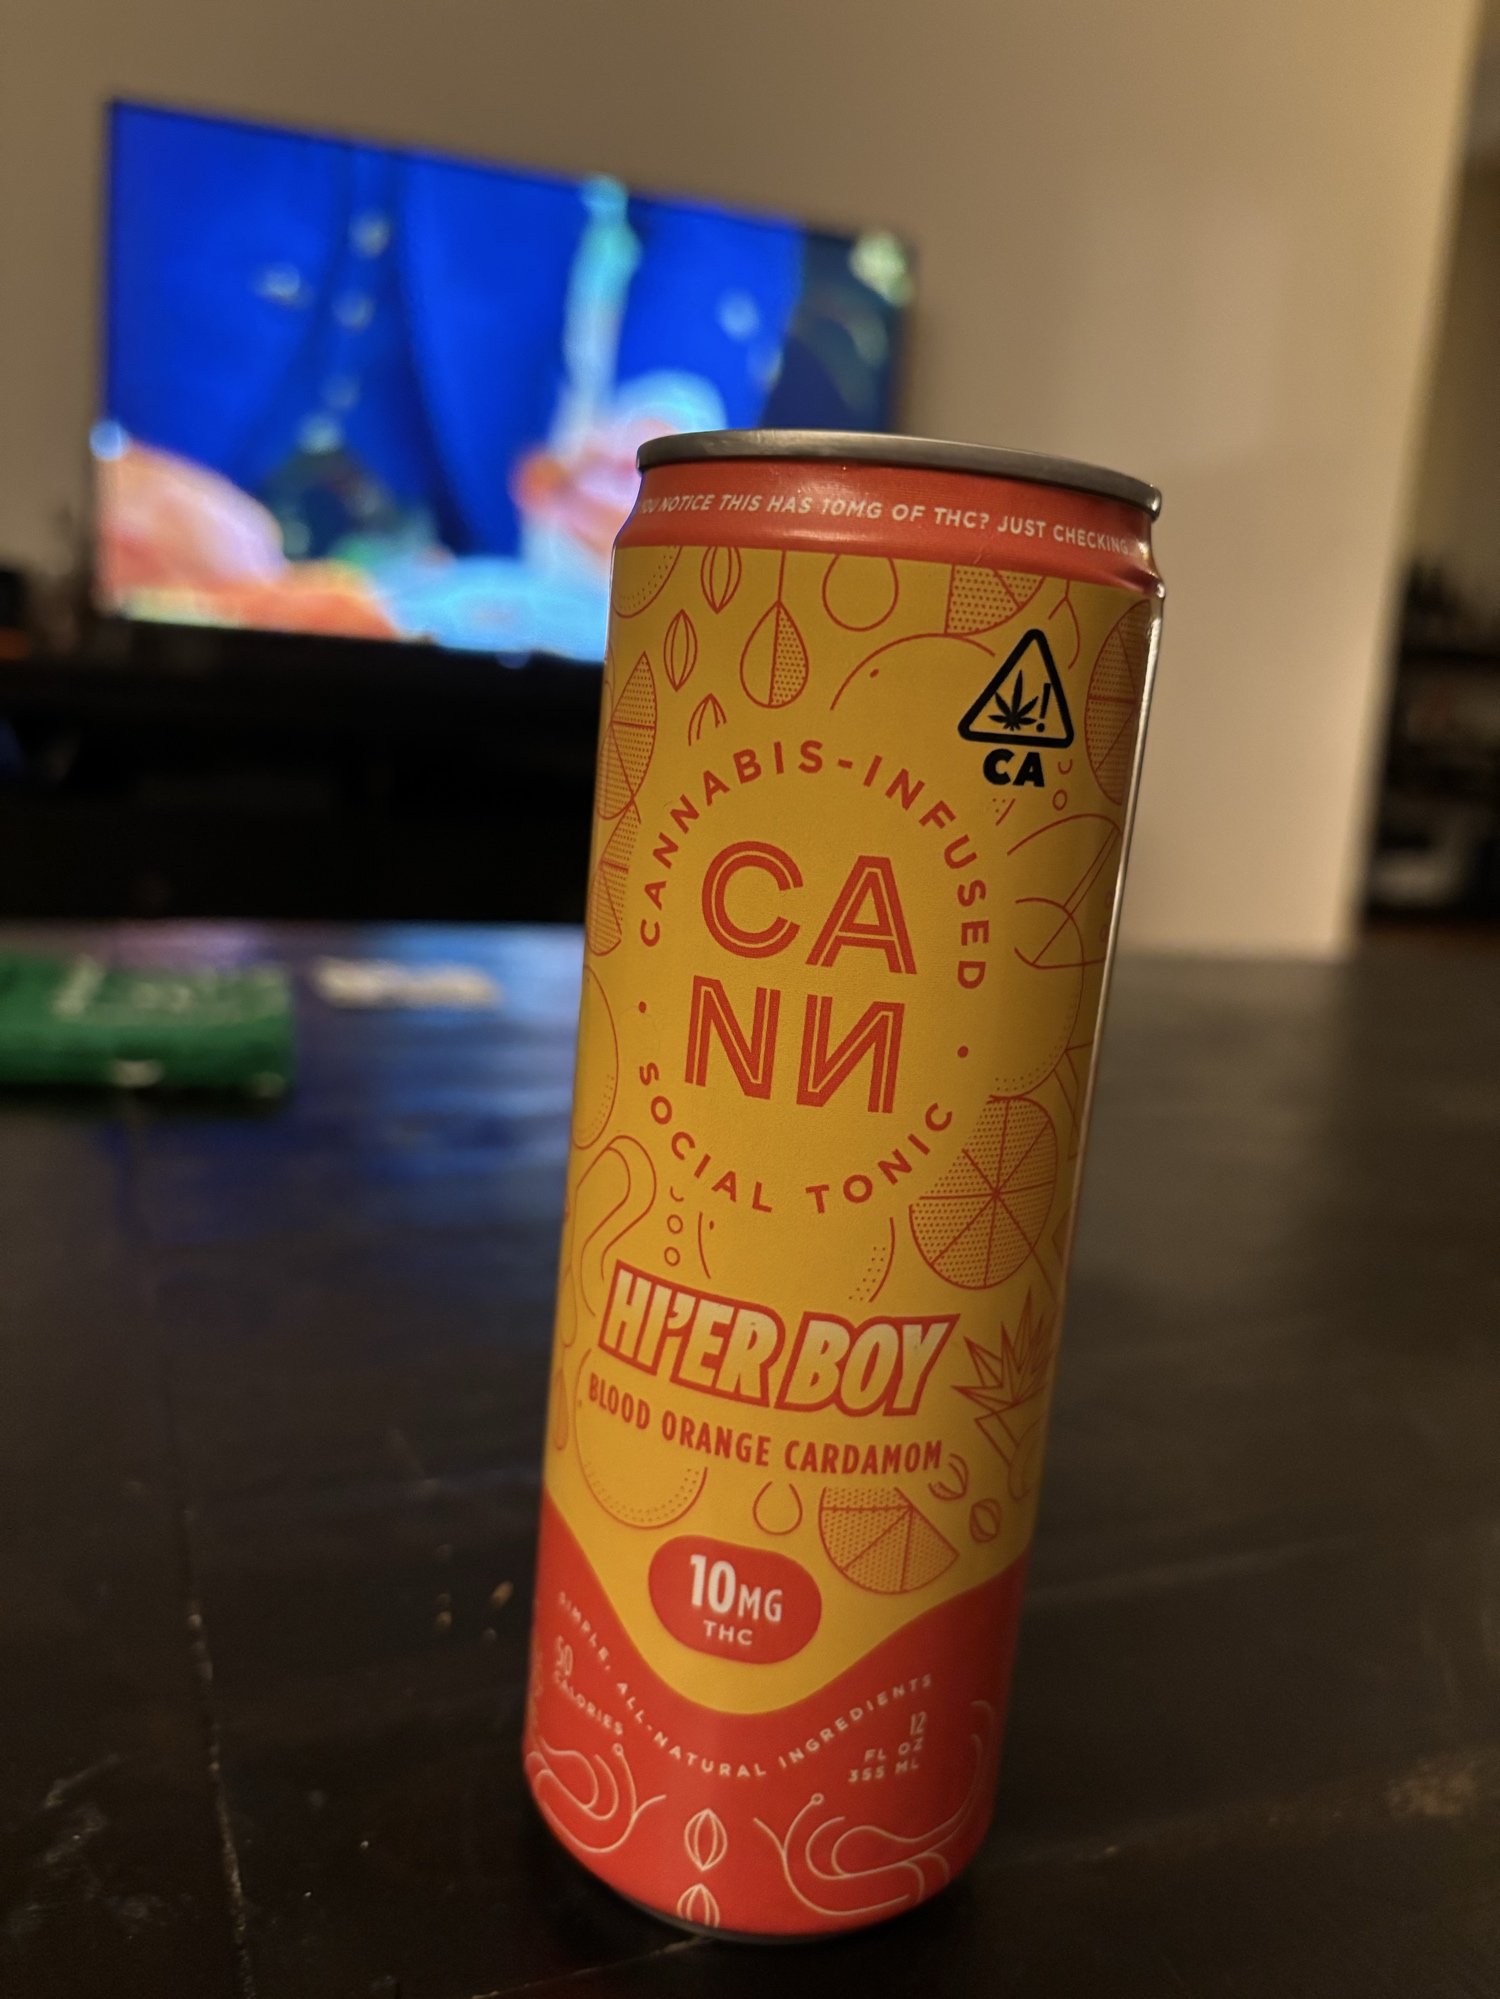 OU NOTICE THIS HAS 10MG OF THC? JUST CHECKING
CA
CANNABIS-INFUSED
CA
NN
• SOCIAL TONIC •
HI'ER BOY
BLOOD ORANGE CARDAMOM
10MG
THC
SIMPLE, ALL-NATURAL INGREDIENTS
50
CALORIES
12
FL OZ
355 ML